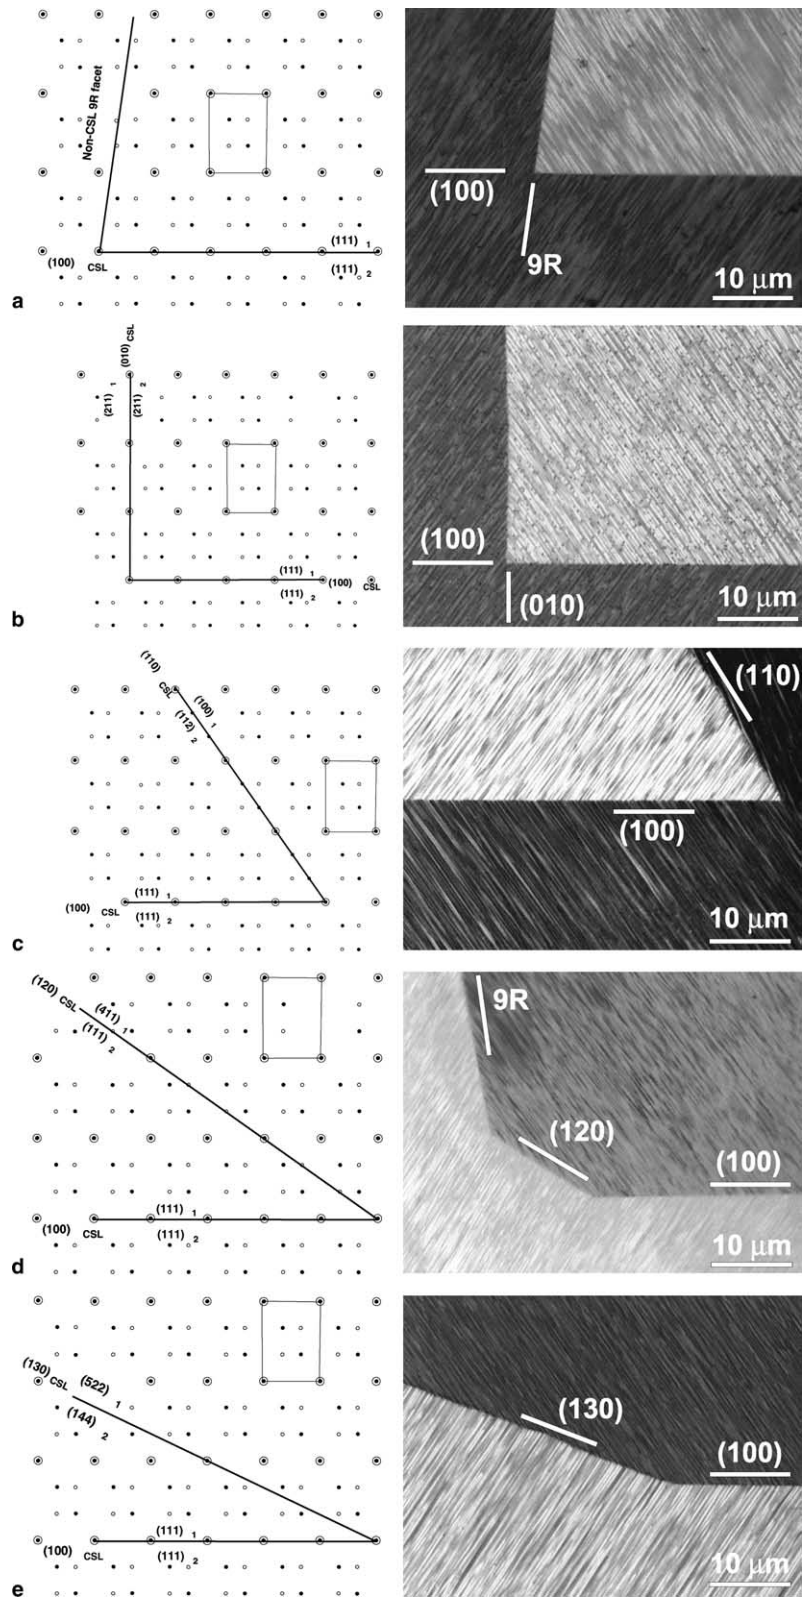 Non-CSL 9R facet
(111) 1
(100) CSL
(111) 2
a
(100)
9R
10 µm
(010) CSL
(211) 1
(211) 2
(111) 1
(100) CSL
(111) 2
b
(100)
(010)
10 µm
(110) CSL
(100) 1
(112) 2
(111) 1
(100) CSL
(111) 2
c
(110)
(100)
10 µm
(120) CSL
(411) 1
(111) 2
(111) 1
(100) CSL
(111) 2
d
9R
(120)
(100)
10 µm
(130) CSL
(522) 1
(144) 2
(111) 1
(100) CSL
(111) 2
e
(130)
(100)
10 µm